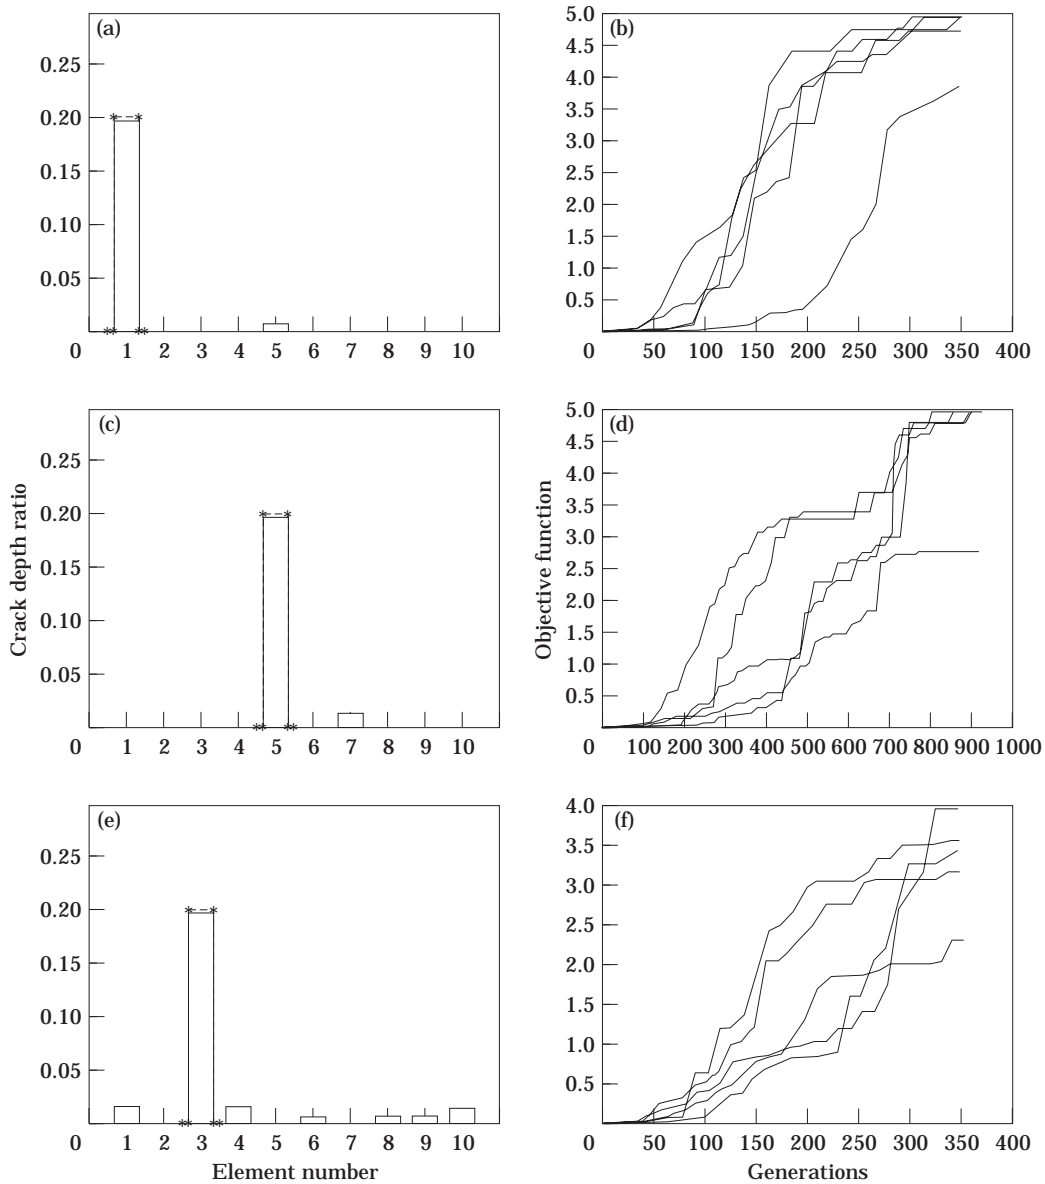 (a)
0.25
0.20
0.15
0.10
0.05
0 1 2 3 4 5 6 7 8 9 10
(b)
5.0
4.5
4.0
3.5
3.0
2.5
2.0
1.5
1.0
0.5
0 50 100 150 200 250 300 350 400
(c)
0.25
0.20
0.15
0.10
0.05
0 1 2 3 4 5 6 7 8 9 10
Crack depth ratio
(d)
5.0
4.5
4.0
3.5
3.0
2.5
2.0
1.5
1.0
0.5
0 100 200 300 400 500 600 700 800 900 1000
Objective function
(e)
0.25
0.20
0.15
0.10
0.05
0 1 2 3 4 5 6 7 8 9 10
Element number
(f)
4.0
3.5
3.0
2.5
2.0
1.5
1.0
0.5
0 50 100 150 200 250 300 350 400
Generations